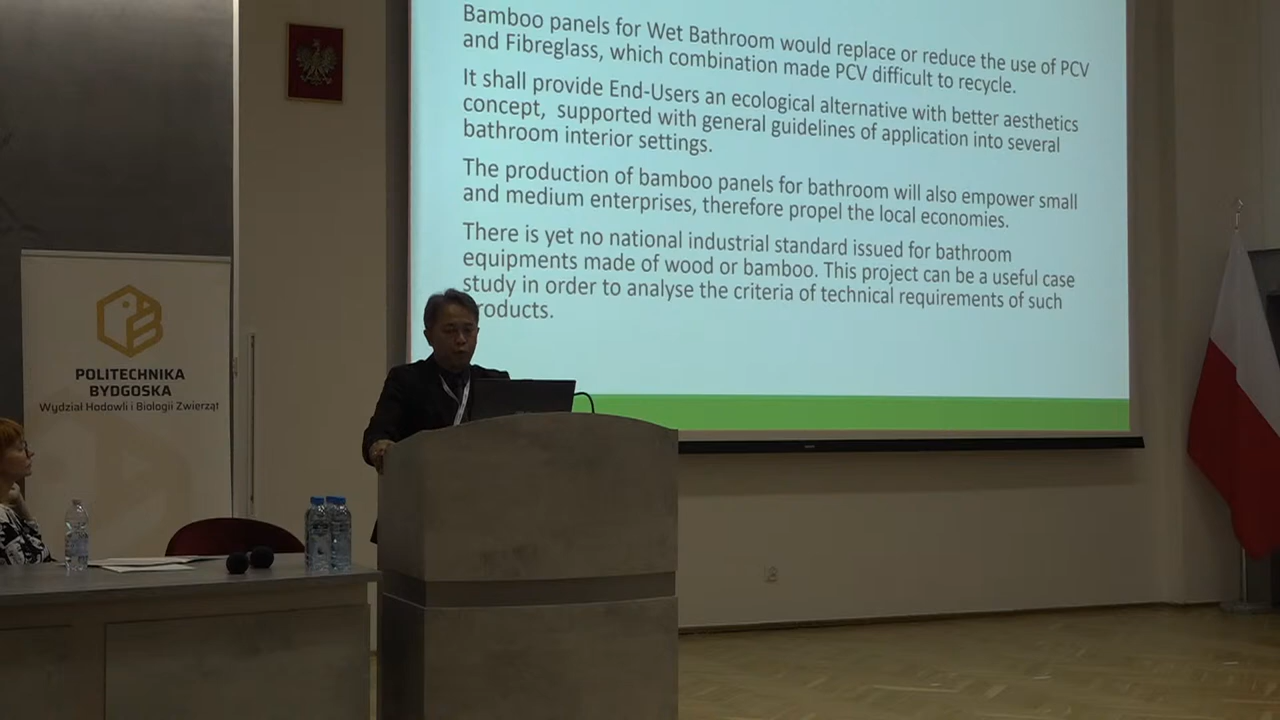 Bamboo panels for Wet Bathroom would replace or reduce the use of PCV
and Fibreglass, which combination made PCV difficult to recycle.
It shall provide End-Users an ecological alternative with better aesthetics
concept, supported with general guidelines of application into several
bathroom interior settings.
The production of bamboo panels for bathroom will also empower small
and medium enterprises, therefore propel the local economies.
There is yet no national industrial standard issued for bathroom
equipments made of wood or bamboo. This project can be a useful case
study in order to analyse the criteria of technical requirements of such
roducts.
POLITECHNIKA
BYDGOSKA
Wydział Hodowli i Biologii Zwierząt